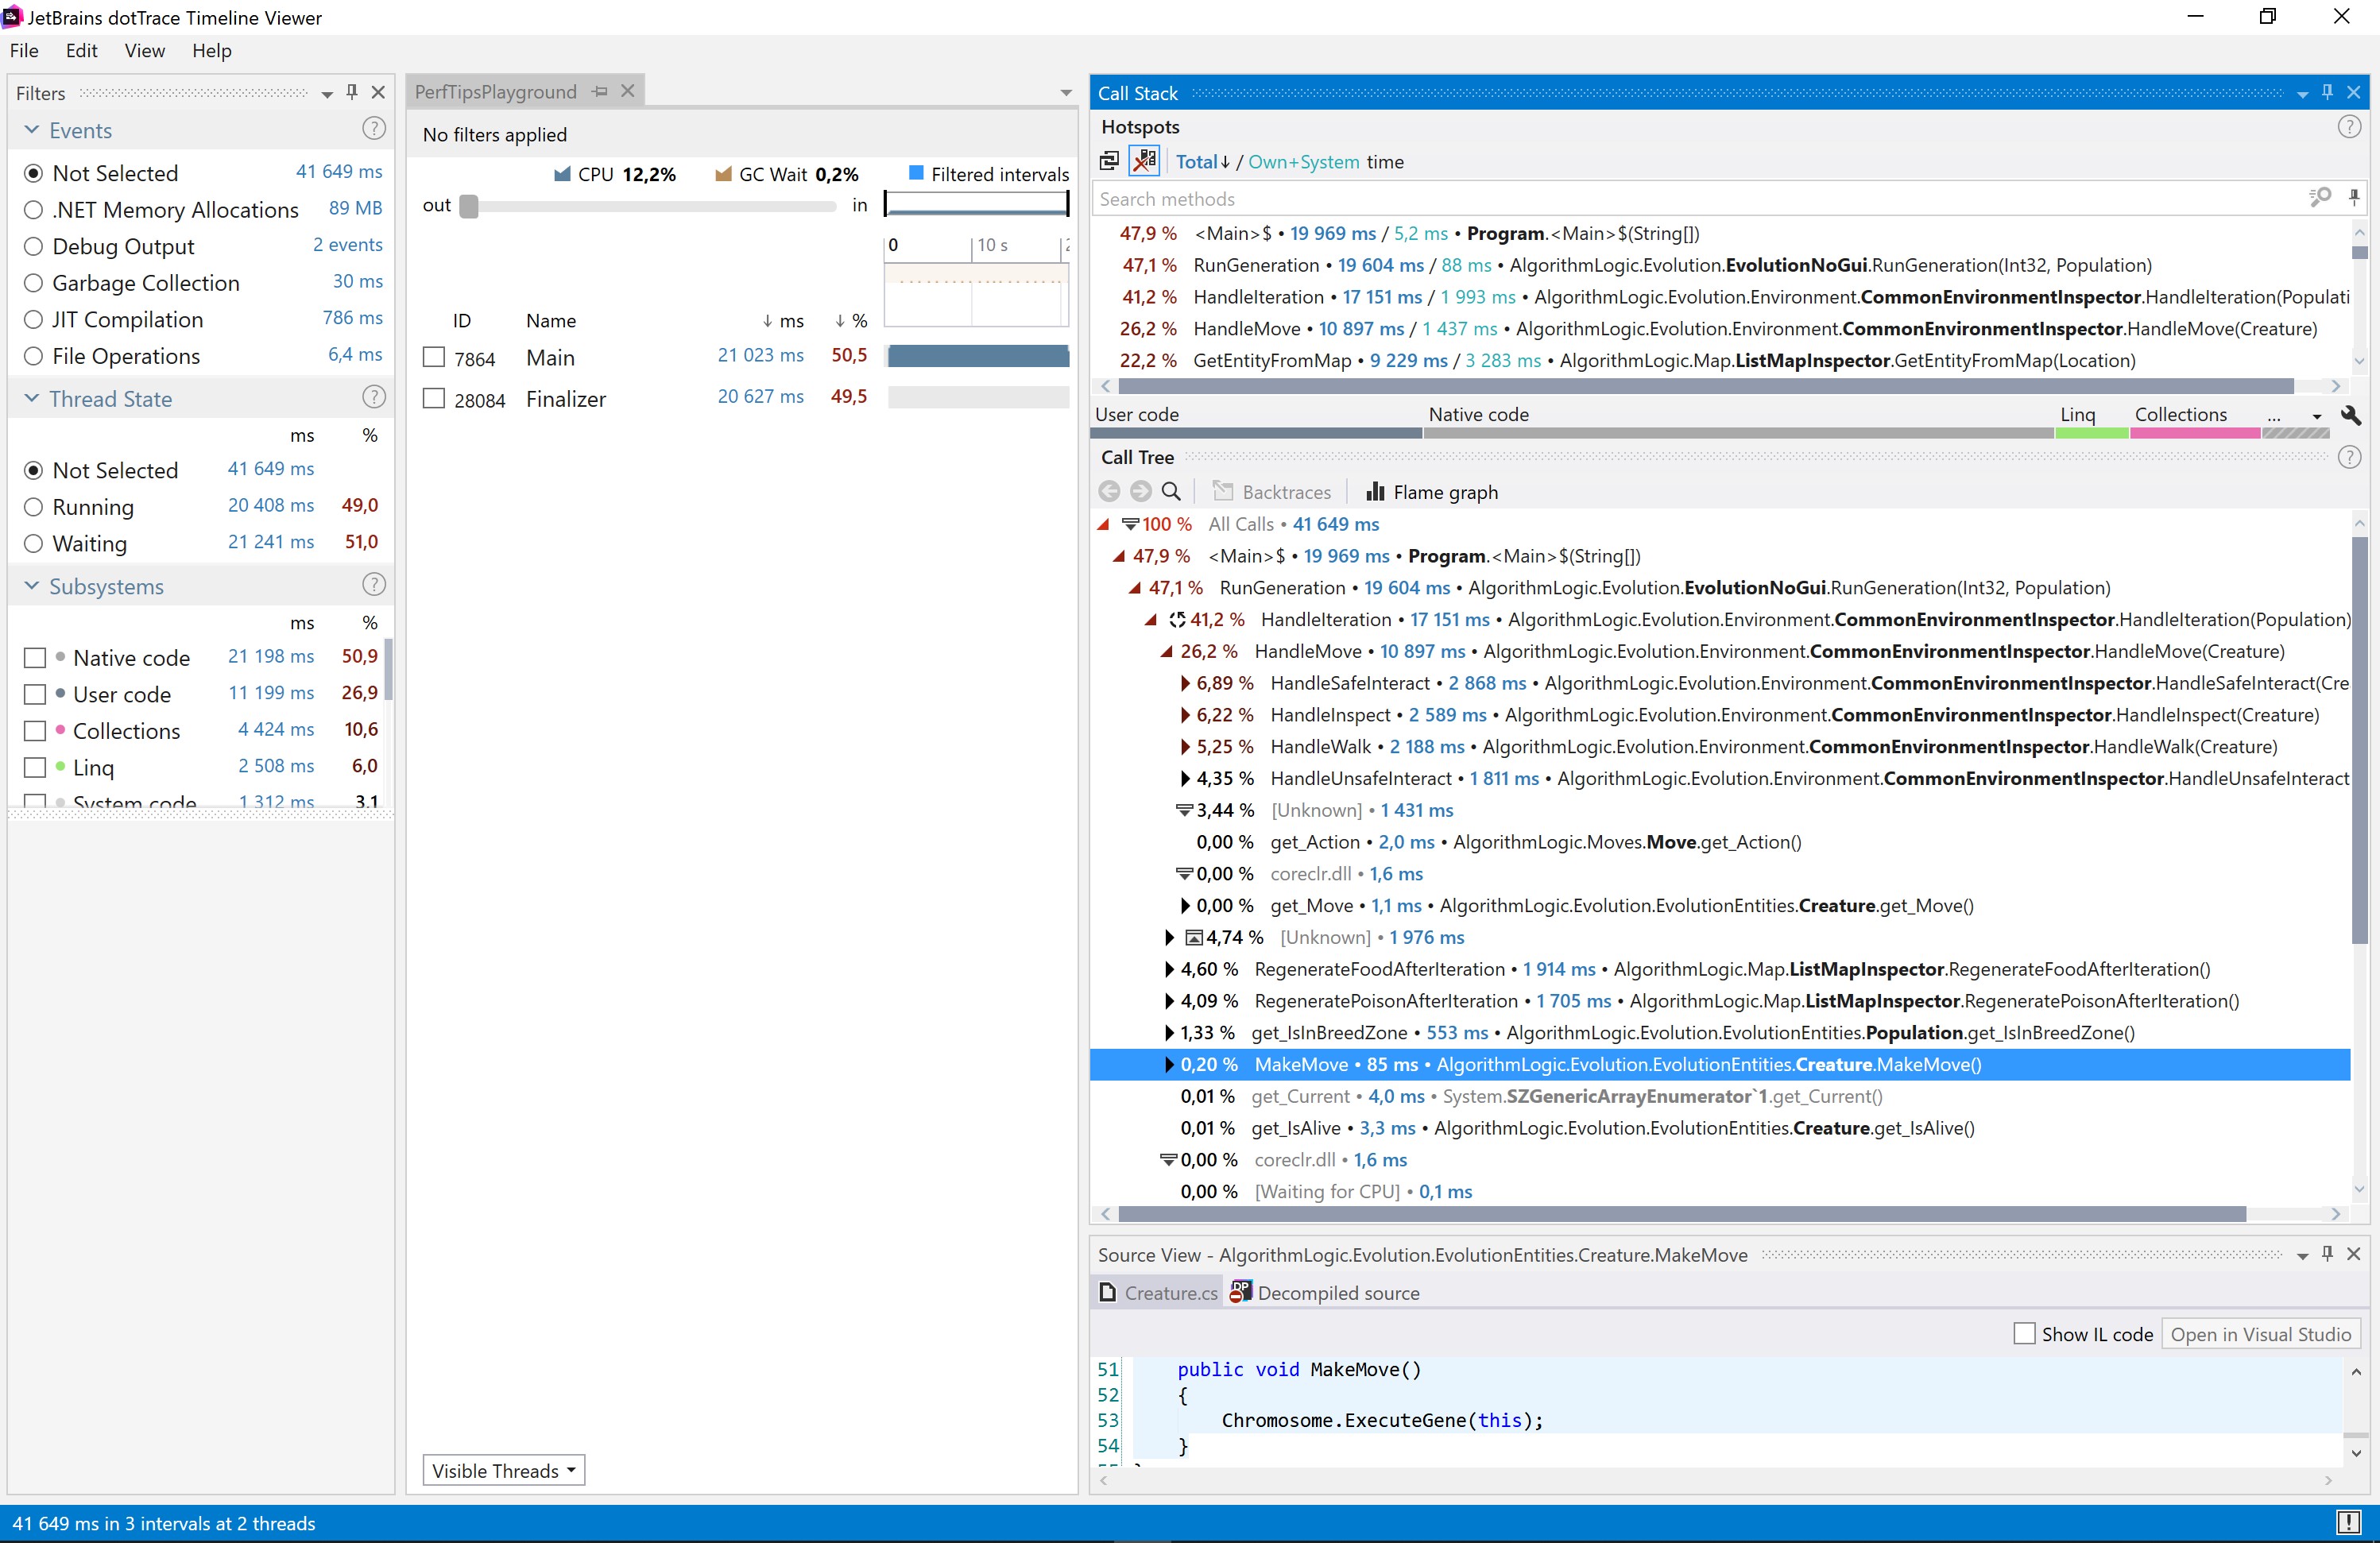 JetBrains dotTrace Timeline Viewer
File Edit View Help
Filters
Events
Not Selected 41 649 ms
.NET Memory Allocations 89 MB
Debug Output 2 events
Garbage Collection 30 ms
JIT Compilation 786 ms
File Operations 6,4 ms
Thread State
ms %
Not Selected 41 649 ms
Running 20 408 ms 49,0
Waiting 21 241 ms 51,0
Subsystems
ms %
Native code 21 198 ms 50,9
User code 11 199 ms 26,9
Collections 4 424 ms 10,6
Linq 2 508 ms 6,0
System code 1 312 ms 3,1
PerfTipsPlayground
No filters applied
CPU 12,2% GC Wait 0,2% Filtered intervals
out in
0 10 s
ID Name ↓ ms ↓ %
7864 Main 21 023 ms 50,5
28084 Finalizer 20 627 ms 49,5
Visible Threads
Call Stack
Hotspots
Total↓ / Own+System time
Search methods
47,9 % <Main>$ • 19 969 ms / 5,2 ms • Program.<Main>$(String[])
47,1 % RunGeneration • 19 604 ms / 88 ms • AlgorithmLogic.Evolution.EvolutionNoGui.RunGeneration(Int32, Population)
41,2 % HandleIteration • 17 151 ms / 1 993 ms • AlgorithmLogic.Evolution.Environment.CommonEnvironmentInspector.HandleIteration(Populati
26,2 % HandleMove • 10 897 ms / 1 437 ms • AlgorithmLogic.Evolution.Environment.CommonEnvironmentInspector.HandleMove(Creature)
22,2 % GetEntityFromMap • 9 229 ms / 3 283 ms • AlgorithmLogic.Map.ListMapInspector.GetEntityFromMap(Location)
User code Native code Linq Collections ...
Call Tree
Backtraces Flame graph
100 % All Calls • 41 649 ms
47,9 % <Main>$ • 19 969 ms • Program.<Main>$(String[])
47,1 % RunGeneration • 19 604 ms • AlgorithmLogic.Evolution.EvolutionNoGui.RunGeneration(Int32, Population)
41,2 % HandleIteration • 17 151 ms • AlgorithmLogic.Evolution.Environment.CommonEnvironmentInspector.HandleIteration(Population)
26,2 % HandleMove • 10 897 ms • AlgorithmLogic.Evolution.Environment.CommonEnvironmentInspector.HandleMove(Creature)
6,89 % HandleSafeInteract • 2 868 ms • AlgorithmLogic.Evolution.Environment.CommonEnvironmentInspector.HandleSafeInteract(Cre
6,22 % HandleInspect • 2 589 ms • AlgorithmLogic.Evolution.Environment.CommonEnvironmentInspector.HandleInspect(Creature)
5,25 % HandleWalk • 2 188 ms • AlgorithmLogic.Evolution.Environment.CommonEnvironmentInspector.HandleWalk(Creature)
4,35 % HandleUnsafeInteract • 1 811 ms • AlgorithmLogic.Evolution.Environment.CommonEnvironmentInspector.HandleUnsafeInteract
3,44 % [Unknown] • 1 431 ms
0,00 % get_Action • 2,0 ms • AlgorithmLogic.Moves.Move.get_Action()
0,00 % coreclr.dll • 1,6 ms
0,00 % get_Move • 1,1 ms • AlgorithmLogic.Evolution.EvolutionEntities.Creature.get_Move()
4,74 % [Unknown] • 1 976 ms
4,60 % RegenerateFoodAfterIteration • 1 914 ms • AlgorithmLogic.Map.ListMapInspector.RegenerateFoodAfterIteration()
4,09 % RegeneratePoisonAfterIteration • 1 705 ms • AlgorithmLogic.Map.ListMapInspector.RegeneratePoisonAfterIteration()
1,33 % get_IsInBreedZone • 553 ms • AlgorithmLogic.Evolution.EvolutionEntities.Population.get_IsInBreedZone()
0,20 % MakeMove • 85 ms • AlgorithmLogic.Evolution.EvolutionEntities.Creature.MakeMove()
0,01 % get_Current • 4,0 ms • System.SZGenericArrayEnumerator`1.get_Current()
0,01 % get_IsAlive • 3,3 ms • AlgorithmLogic.Evolution.EvolutionEntities.Creature.get_IsAlive()
0,00 % coreclr.dll • 1,6 ms
0,00 % [Waiting for CPU] • 0,1 ms
Source View - AlgorithmLogic.Evolution.EvolutionEntities.Creature.MakeMove
Creature.cs Decompiled source
Show IL code Open in Visual Studio
51 public void MakeMove()
52 {
53 Chromosome.ExecuteGene(this);
54 }
41 649 ms in 3 intervals at 2 threads